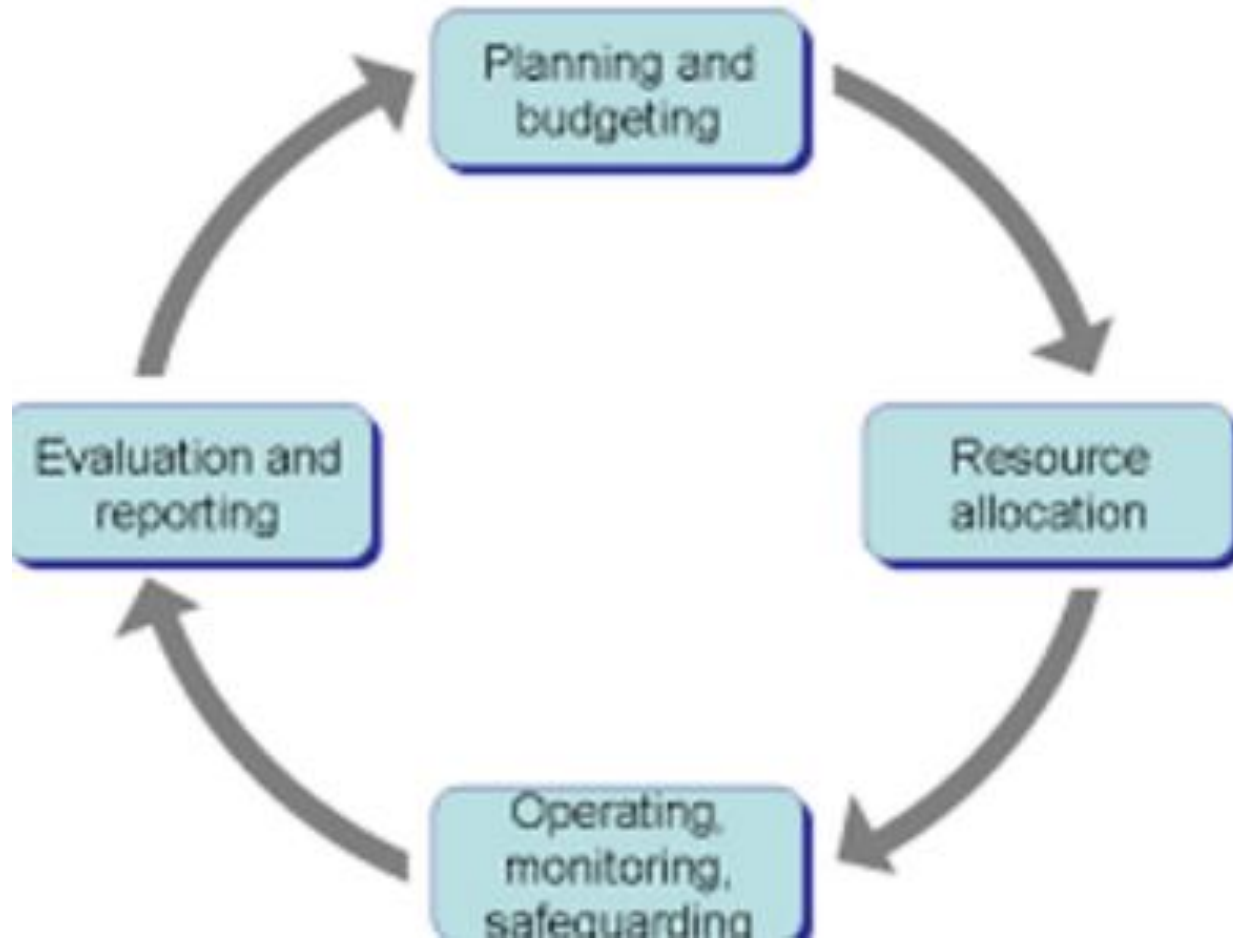 Planning and
budgeting
Resource
allocation
Operating,
monitoring,
safeguarding
Evaluation and
reporting